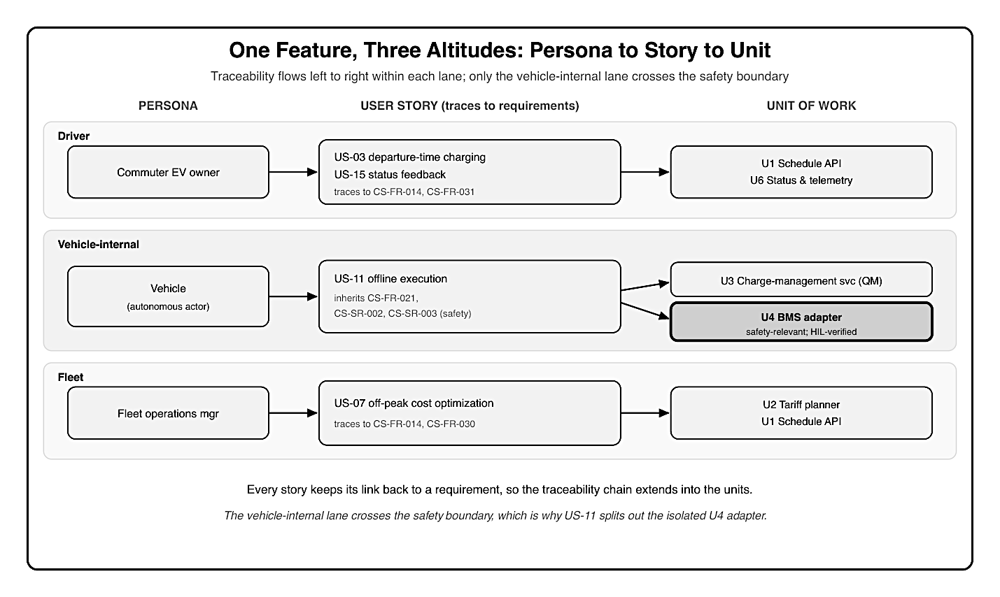 One Feature, Three Altitudes: Persona to Story to Unit
Traceability flows left to right within each lane; only the vehicle-internal lane crosses the safety boundary
PERSONA
USER STORY (traces to requirements)
UNIT OF WORK
Driver
Commuter EV owner
US-03 departure-time charging
US-15 status feedback
traces to CS-FR-014, CS-FR-031
U1 Schedule API
U6 Status & telemetry
Vehicle-internal
Vehicle
(autonomous actor)
US-11 offline execution
inherits CS-FR-021,
CS-SR-002, CS-SR-003 (safety)
U3 Charge-management svc (QM)
U4 BMS adapter
safety-relevant; HIL-verified
Fleet
Fleet operations mgr
US-07 off-peak cost optimization
traces to CS-FR-014, CS-FR-030
U2 Tariff planner
U1 Schedule API
Every story keeps its link back to a requirement, so the traceability chain extends into the units.
The vehicle-internal lane crosses the safety boundary, which is why US-11 splits out the isolated U4 adapter.